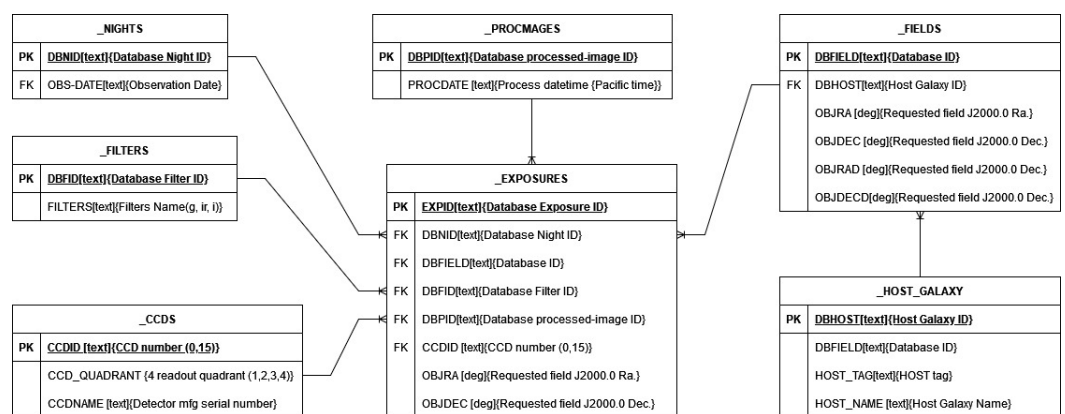 _NIGHTS
PK DBNID[text]{Database Night ID}
FK OBS-DATE[text]{Observation Date}
_PROCMAGES
PK DBPID[text]{Database processed-image ID}
PROCDATE [text]{Process datetime {Pacific time}}
_FIELDS
PK DBFIELD[text]{Database ID}
FK DBHOST[text]{Host Galaxy ID}
OBJRA [deg]{Requested field J2000.0 Ra.}
OBJDEC [deg]{Requested field J2000.0 Dec.}
OBJRAD [deg]{Requested field J2000.0 Dec.}
OBJDECD[deg]{Requested field J2000.0 Dec.}
_FILTERS
PK DBFID[text]{Database Filter ID}
FILTERS[text]{Filters Name(g, ir, i)}
_EXPOSURES
PK EXPID[text]{Database Exposure ID}
FK DBNID[text]{Database Night ID}
FK DBFIELD[text]{Database ID}
FK DBFID[text]{Database Filter ID}
FK DBPID[text]{Database processed-image ID}
FK CCDID [text]{CCD number (0,15)}
OBJRA [deg]{Requested field J2000.0 Ra.}
OBJDEC [deg]{Requested field J2000.0 Dec.}
_CCDS
PK CCDID [text]{CCD number (0,15)}
CCD_QUADRANT {4 readout quadrant (1,2,3,4)}
CCDNAME [text]{Detector mfg serial number}
_HOST_GALAXY
PK DBHOST[text]{Host Galaxy ID}
DBFIELD[text]{Database ID}
HOST_TAG[text]{HOST tag}
HOST_NAME [text]{Host Galaxy Name}